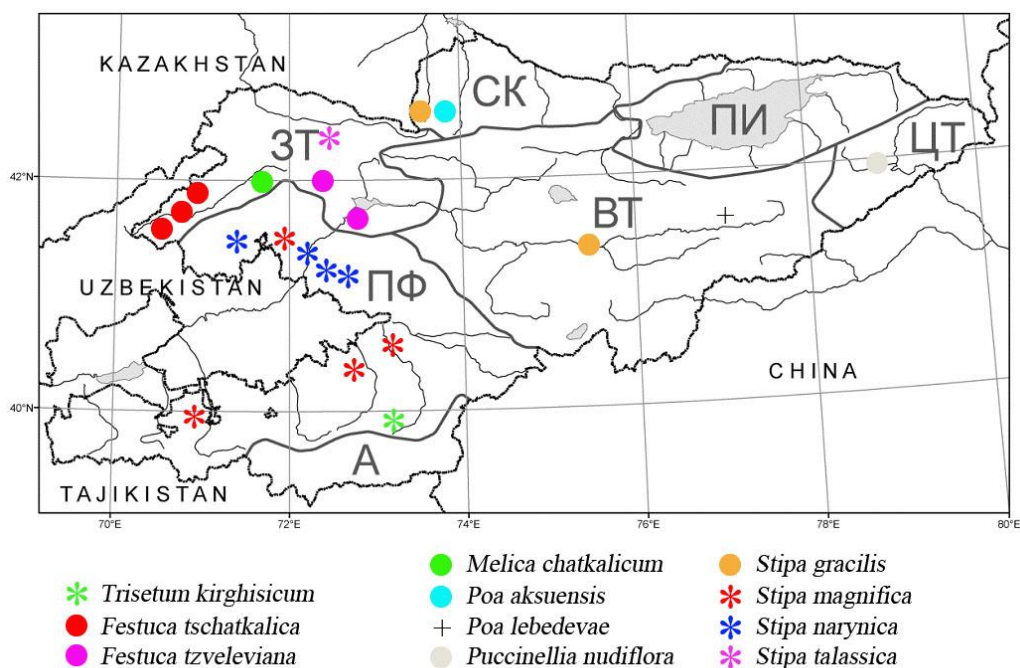 KAZAKHSTAN
СК
ПИ
ЗТ
ЦТ
42°N
ВТ
UZBEKISTAN
ПФ
CHINA
40°N
А
TAJIKISTAN
70°E 72°E 74°E 76°E 78°E 80°E
Trisetum kirghisicum
Festuca tschatkalica
Festuca tzveleviana
Melica chatkalicum
Poa aksuensis
Poa lebedevae
Puccinellia nudiflora
Stipa gracilis
Stipa magnifica
Stipa narynica
Stipa talassica